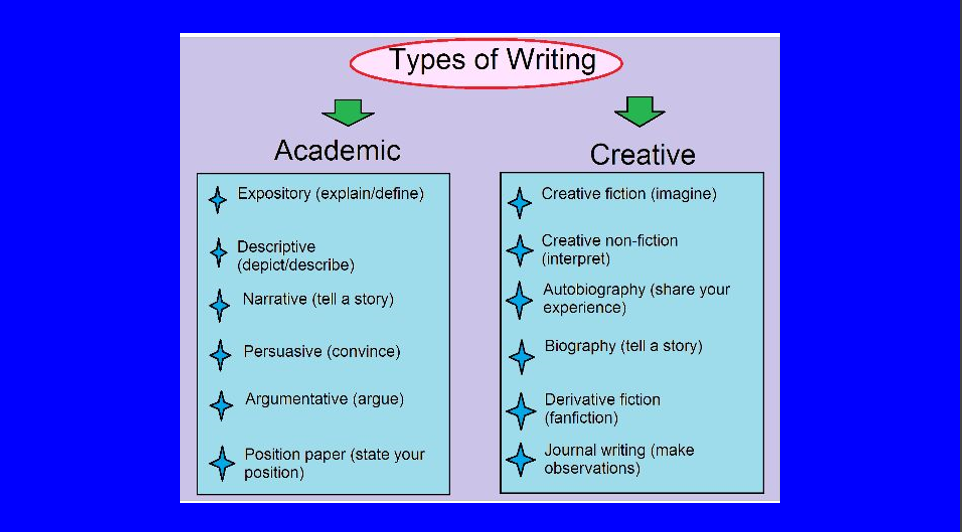 Types of Writing
Academic
Expository (explain/define)
Descriptive
(depict/describe)
Narrative (tell a story)
Persuasive (convince)
Argumentative (argue)
Position paper (state your
position)
Creative
Creative fiction (imagine)
Creative non-fiction
(interpret)
Autobiography (share your
experience)
Biography (tell a story)
Derivative fiction
(fanfiction)
Journal writing (make
observations)